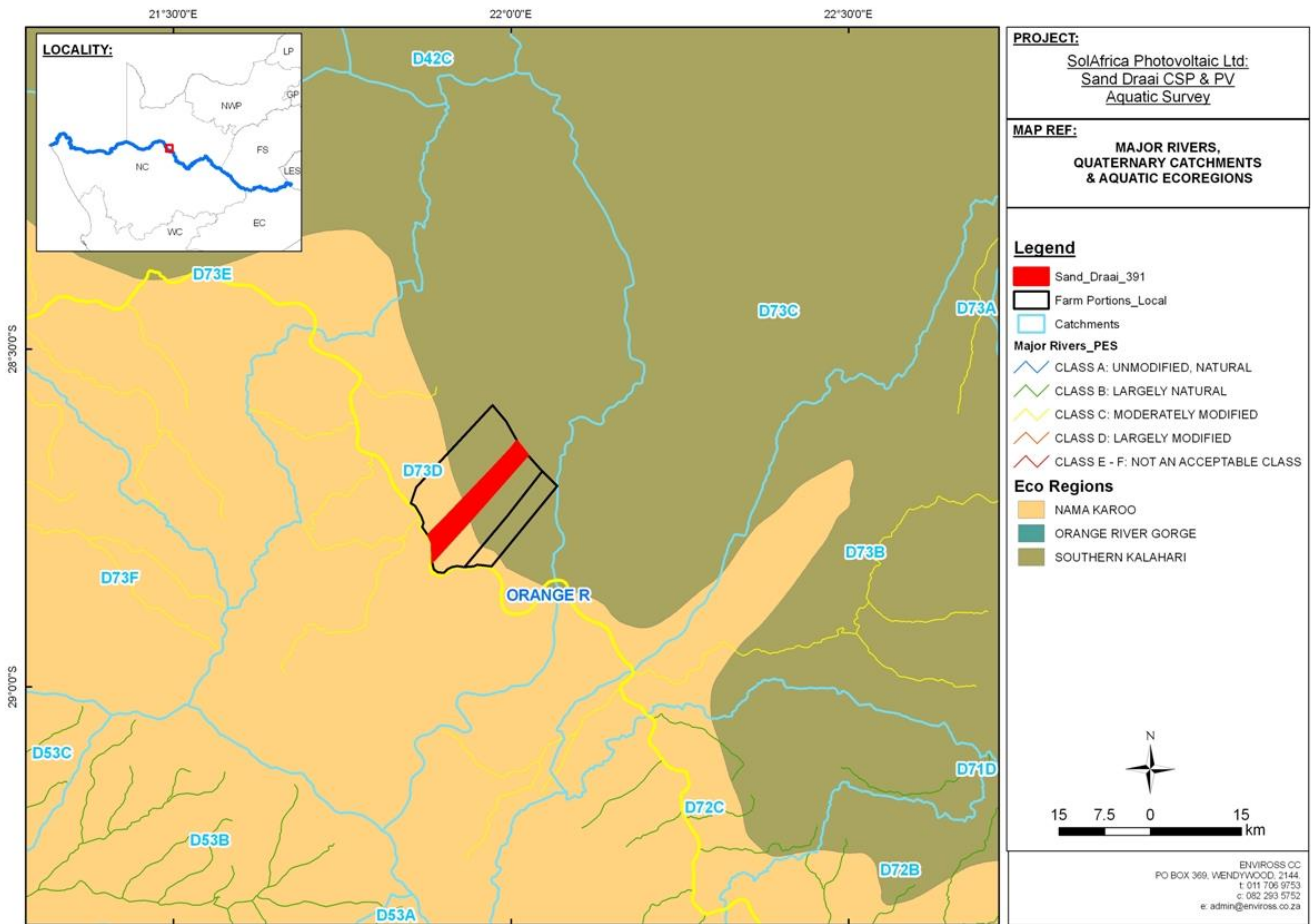 21°30'0"E
22°0'0"E
22°30'0"E
LOCALITY:
LP
NWP
GP
FS
NC
LES
WC
EC
D42C
D73E
D73C
D73A
28°30'0"S
D73D
D73F
D73B
ORANGE R
29°0'0"S
D53C
D71D
D72C
D53B
D72B
D53A
PROJECT:
SolAfrica Photovoltaic Ltd:
Sand Draai CSP & PV
Aquatic Survey
MAP REF:
MAJOR RIVERS,
QUATERNARY CATCHMENTS
& AQUATIC ECOREGIONS
Legend
Sand_Draai_391
Farm Portions_Local
Catchments
Major Rivers_PES
CLASS A: UNMODIFIED, NATURAL
CLASS B: LARGELY NATURAL
CLASS C: MODERATELY MODIFIED
CLASS D: LARGELY MODIFIED
CLASS E - F: NOT AN ACCEPTABLE CLASS
Eco Regions
NAMA KAROO
ORANGE RIVER GORGE
SOUTHERN KALAHARI
N
15 7.5 0 15
km
ENVIROSS CC
PO BOX 369, WENDYWOOD, 2144.
t: 011 706 9753
c: 082 293 5752
e: admin@enviross.co.za